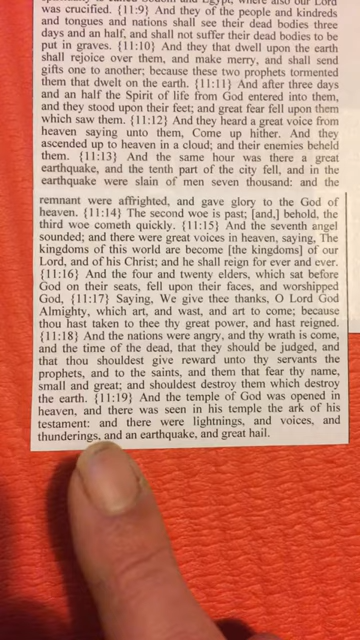 was crucified. {11:9} And they of the people and kindreds
and tongues and nations shall see their dead bodies three
days and an half, and shall not suffer their dead bodies to be
put in graves. {11:10} And they that dwell upon the earth
shall rejoice over them, and make merry, and shall send
gifts one to another; because these two prophets tormented
them that dwelt on the earth. {11:11} And after three days
and an half the Spirit of life from God entered into them,
and they stood upon their feet; and great fear fell upon them
which saw them. {11:12} And they heard a great voice from
heaven saying unto them, Come up hither. And they
ascended up to heaven in a cloud; and their enemies beheld
them. {11:13} And the same hour was there a great
earthquake, and the tenth part of the city fell, and in the
earthquake were slain of men seven thousand: and the
remnant were affrighted, and gave glory to the God of
heaven. {11:14} The second woe is past; [and,] behold, the
third woe cometh quickly. {11:15} And the seventh angel
sounded; and there were great voices in heaven, saying, The
kingdoms of this world are become [the kingdoms] of our
Lord, and of his Christ; and he shall reign for ever and ever.
{11:16} And the four and twenty elders, which sat before
God on their seats, fell upon their faces, and worshipped
God, {11:17} Saying, We give thee thanks, O Lord God
Almighty, which art, and wast, and art to come; because
thou hast taken to thee thy great power, and hast reigned.
{11:18} And the nations were angry, and thy wrath is come,
and the time of the dead, that they should be judged, and
that thou shouldest give reward unto thy servants the
prophets, and to the saints, and them that fear thy name,
small and great; and shouldest destroy them which destroy
the earth. {11:19} And the temple of God was opened in
heaven, and there was seen in his temple the ark of his
testament: and there were lightnings, and voices, and
thunderings, and an earthquake, and great hail.